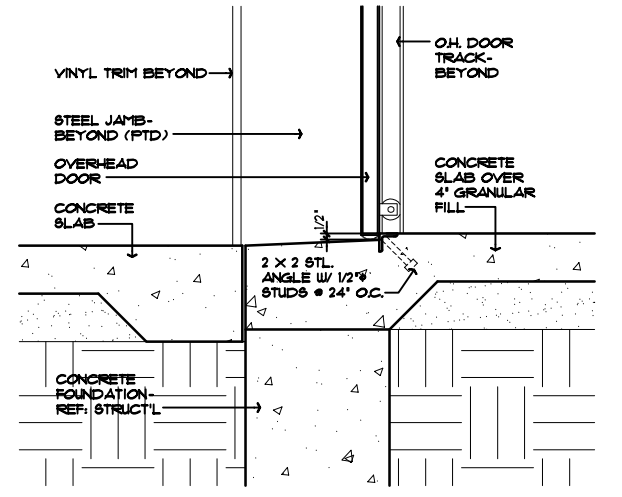 O.H. DOOR
TRACK-
BEYOND
VINYL TRIM BEYOND
STEEL JAMB-
BEYOND (PTD)
OVERHEAD
DOOR
CONCRETE
SLAB OVER
4" GRANULAR
FILL
CONCRETE
SLAB
1/2"
2 X 2 STL.
ANGLE W/ 1/2"ϕ
STUDS @ 24" O.C.
CONCRETE
FOUNDATION-
REF: STRUCT'L